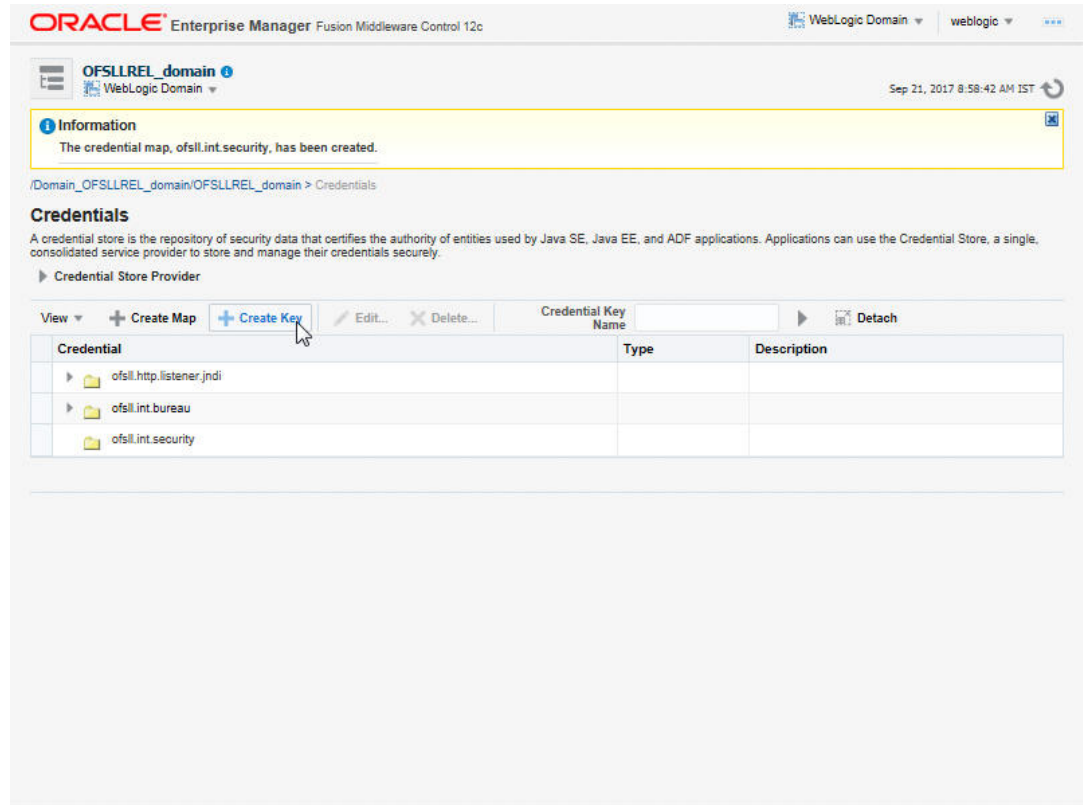 ORACLE Enterprise Manager Fusion Middleware Control 12c
WebLogic Domain weblogic
OFSLLREL_domain
WebLogic Domain
Sep 21, 2017 8:58:42 AM IST
Information
The credential map, ofsll.int.security, has been created.
/Domain_OFSLLREL_domain/OFSLLREL_domain > Credentials
Credentials
A credential store is the repository of security data that certifies the authority of entities used by Java SE, Java EE, and ADF applications. Applications can use the Credential Store, a single,
consolidated service provider to store and manage their credentials securely.
Credential Store Provider
View Create Map Create Key Edit... Delete... Credential Key Name Detach
Credential Type Description
ofsll.http.listener.jndi
ofsll.int.bureau
ofsll.int.security